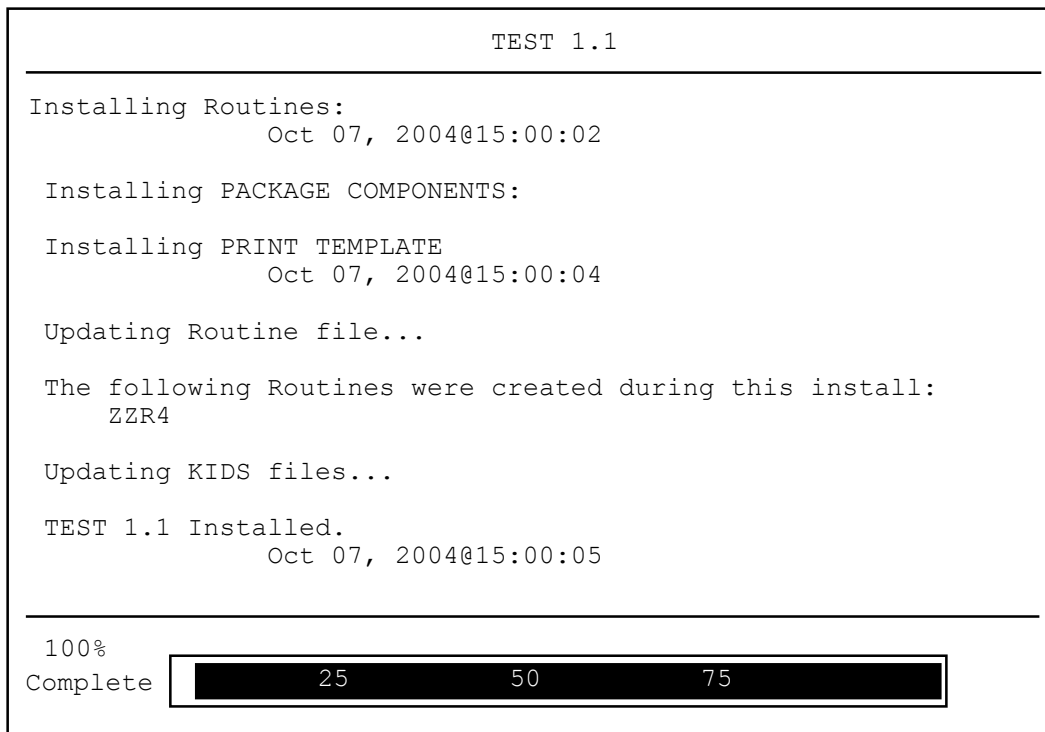 TEST 1.1
Installing Routines:
Oct 07, 2004@15:00:02
Installing PACKAGE COMPONENTS:
Installing PRINT TEMPLATE
Oct 07, 2004@15:00:04
Updating Routine file...
The following Routines were created during this install:
ZZR4
Updating KIDS files...
TEST 1.1 Installed.
Oct 07, 2004@15:00:05
100%
Complete 25 50 75